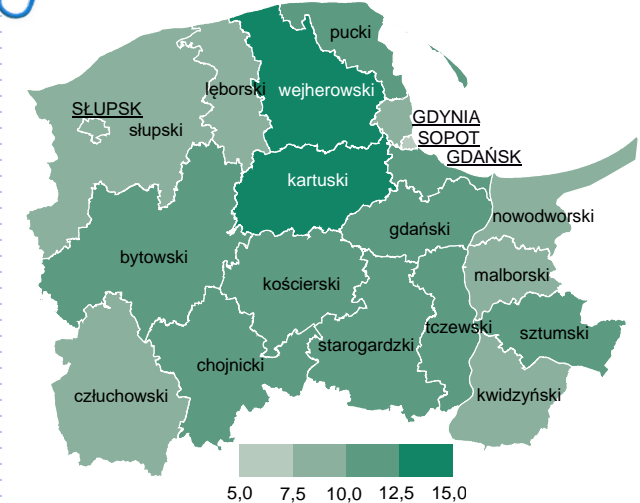 pucki
lęborski
wejherowski
SŁUPSK
słupski
GDYNIA
SOPOT
GDAŃSK
kartuski
nowodworski
gdański
bytowski
malborski
kościerski
tczewski
sztumski
starogardzki
chojnicki
człuchowski
kwidzyński
5,0 7,5 10,0 12,5 15,0